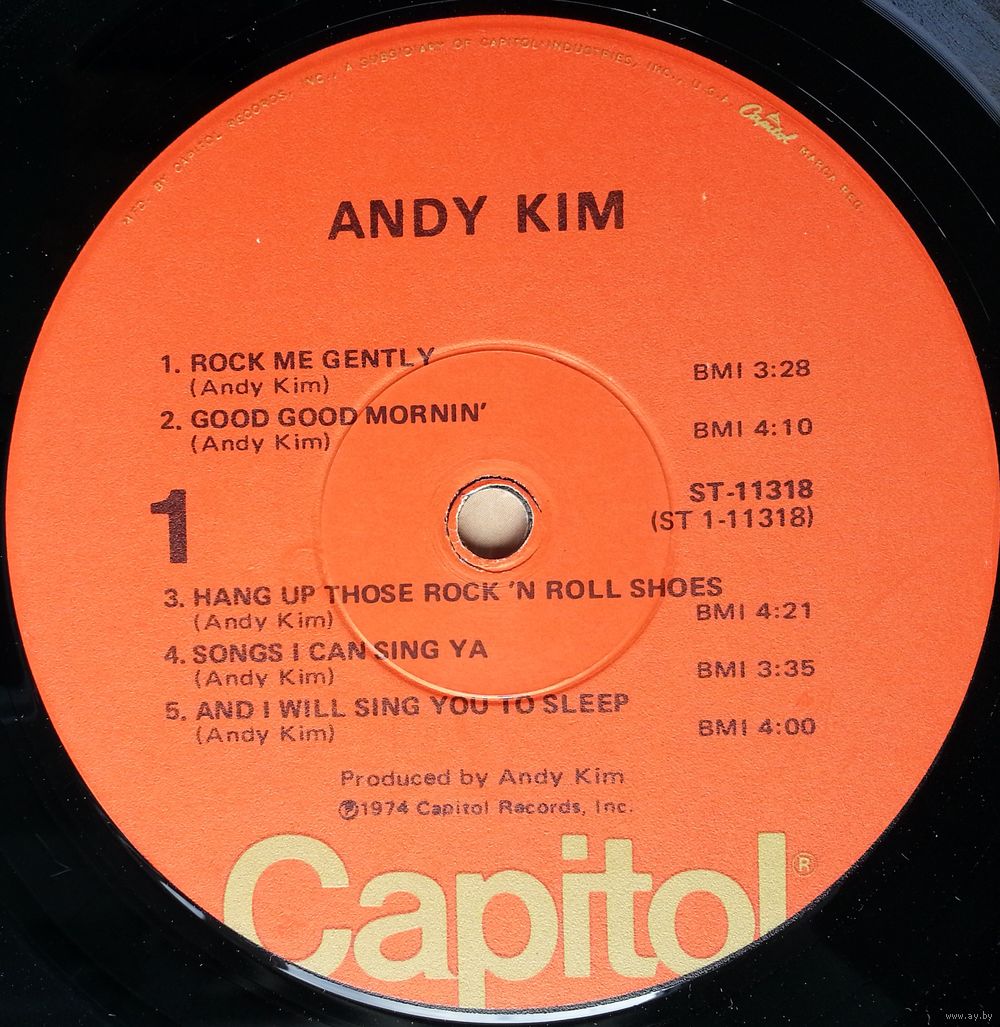 MFD. BY CAPITOL RECORDS, INC., A SUBSIDIARY OF CAPITOL INDUSTRIES, INC., U.S.A.
Capitol
MARCA REG.
ANDY KIM
1. ROCK ME GENTLY
(Andy Kim)
BMI 3:28
2. GOOD GOOD MORNIN'
(Andy Kim)
BMI 4:10
1
ST-11318
(ST 1-11318)
3. HANG UP THOSE ROCK 'N ROLL SHOES
(Andy Kim)
BMI 4:21
4. SONGS I CAN SING YA
(Andy Kim)
BMI 3:35
5. AND I WILL SING YOU TO SLEEP
(Andy Kim)
BMI 4:00
Produced by Andy Kim
℗1974 Capitol Records, Inc.
Capitol®
www.ay.by